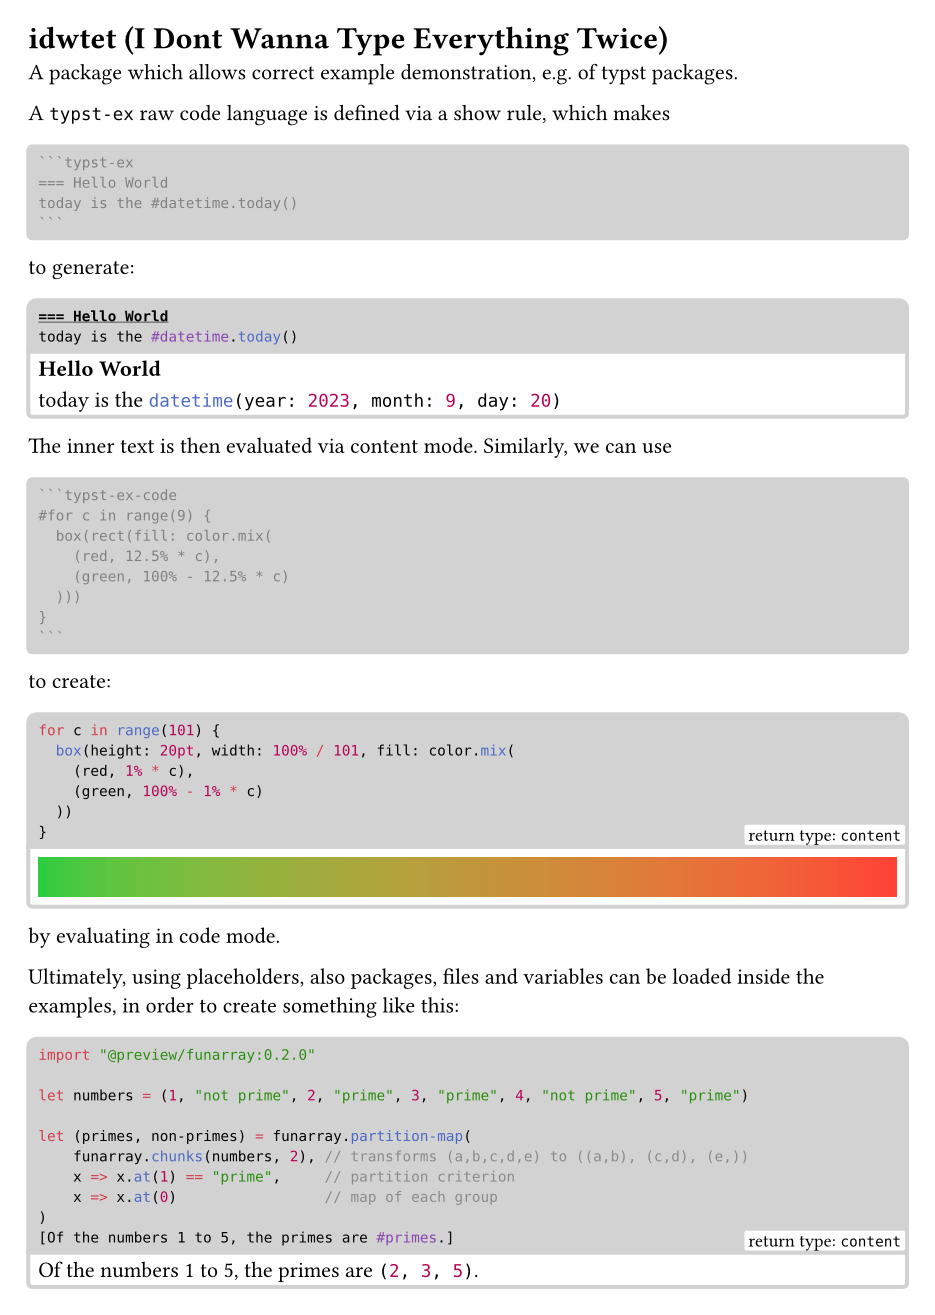 idwtet (I Dont Wanna Type Everything Twice)
A package which allows correct example demonstration, e.g. of typst packages.
A typst-ex raw code language is defined via a show rule, which makes
```typst-ex
=== Hello World
today is the #datetime.today()
```
to generate:
=== Hello World
today is the #datetime.today()
Hello World
today is the datetime(year: 2023, month: 9, day: 20)
The inner text is then evaluated via content mode. Similarly, we can use
```typst-ex-code
#for c in range(9) {
  box(rect(fill: color.mix(
    (red, 12.5% * c),
    (green, 100% - 12.5% * c)
  )))
}
```
to create:
for c in range(101) {
  box(height: 20pt, width: 100% / 101, fill: color.mix(
    (red, 1% * c),
    (green, 100% - 1% * c)
  ))
}
return type: content
by evaluating in code mode.
Ultimately, using placeholders, also packages, files and variables can be loaded inside the
examples, in order to create something like this:
import "@preview/funarray:0.2.0"
let numbers = (1, "not prime", 2, "prime", 3, "prime", 4, "not prime", 5, "prime")
let (primes, non-primes) = funarray.partition-map(
    funarray.chunks(numbers, 2), // transforms (a,b,c,d,e) to ((a,b), (c,d), (e,))
    x => x.at(1) == "prime",     // partition criterion
    x => x.at(0)                 // map of each group
)
[Of the numbers 1 to 5, the primes are #primes.]
return type: content
Of the numbers 1 to 5, the primes are (2, 3, 5).